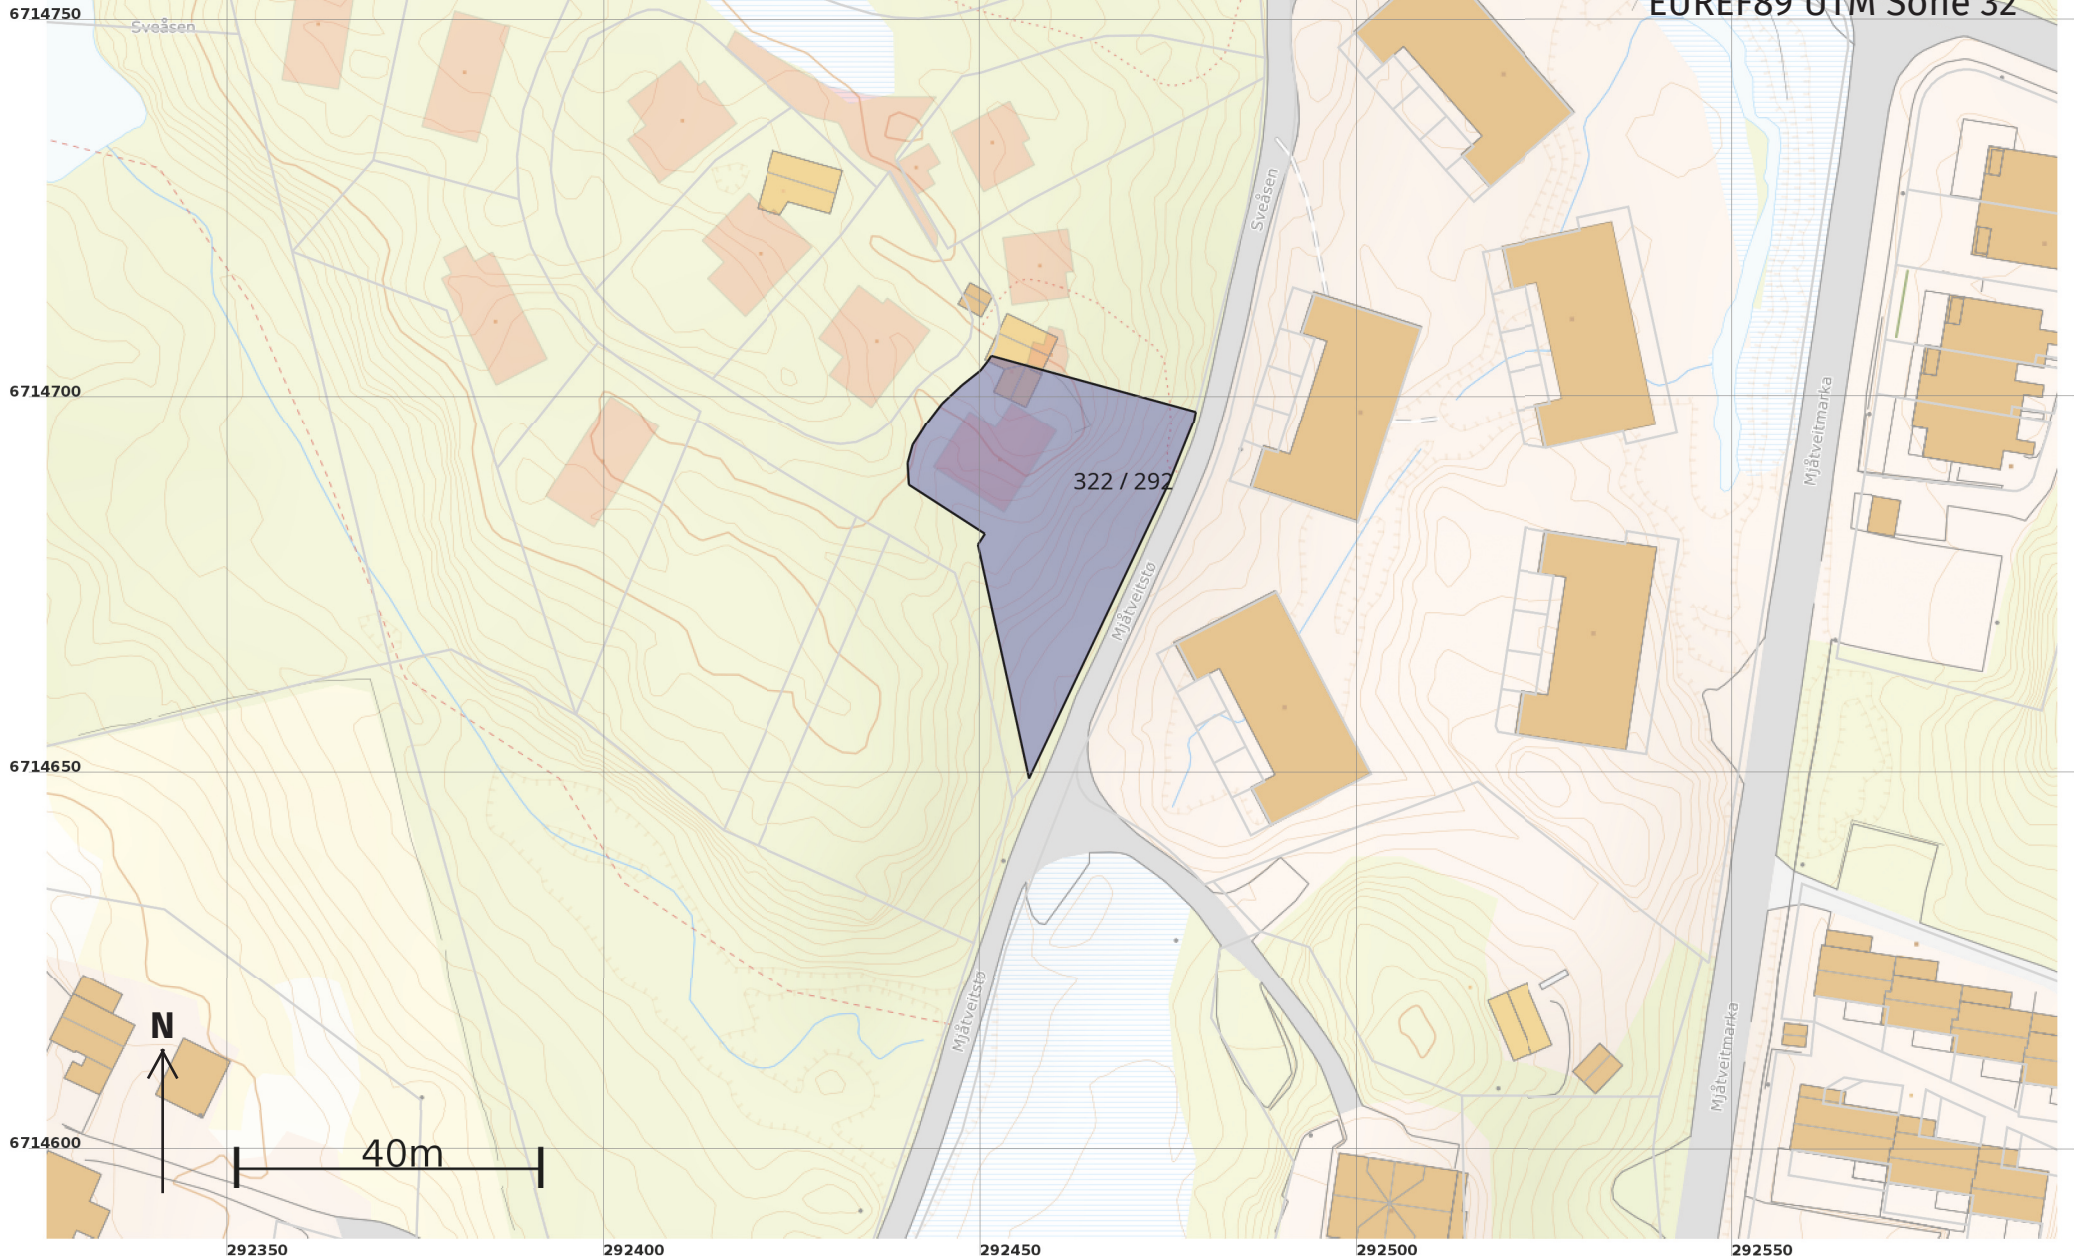 EUREF89 UTM Sone 32
6714750
Sveåsen
Sveåsen
6714700
Mjåtveitmarka
322 / 292
Mjåtveitstø
6714650
Mjåtveitstø
Mjåtveitmarka
N
40m
6714600
292350
292400
292450
292500
292550